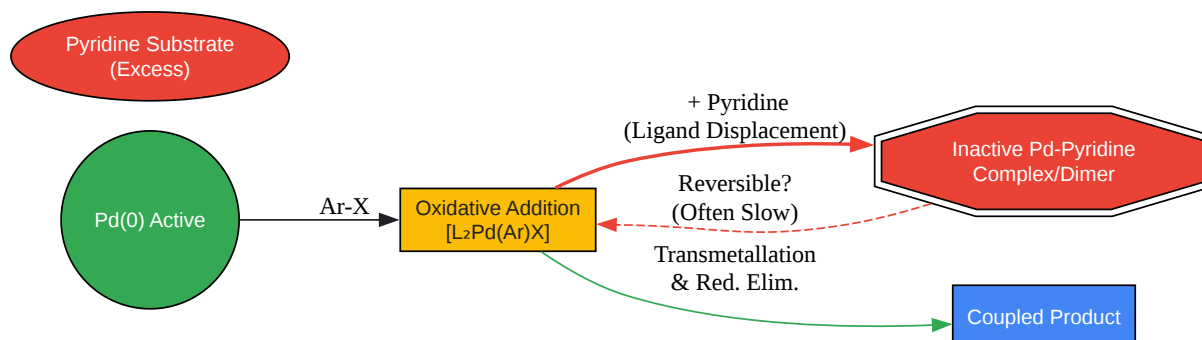 Pyridine Substrate
(Excess)
Pd(0) Active
Ar-X
Oxidative Addition
[L₂Pd(Ar)X]
+ Pyridine
(Ligand Displacement)
Inactive Pd-Pyridine
Complex/Dimer
Reversible?
(Often Slow)
Transmetallation
& Red. Elim.
Coupled Product